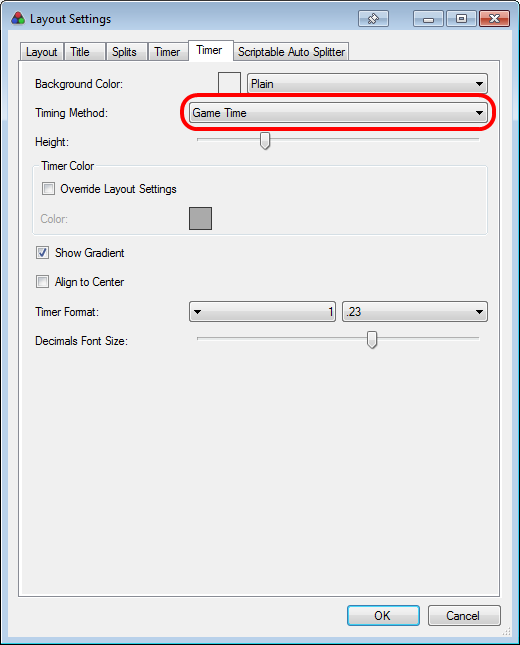 Layout Settings
Layout Title Splits Timer Timer Scriptable Auto Splitter
Background Color: Plain
Timing Method: Game Time
Height:
Timer Color
Override Layout Settings
Color:
Show Gradient
Align to Center
Timer Format: 1 .23
Decimals Font Size:
OK Cancel